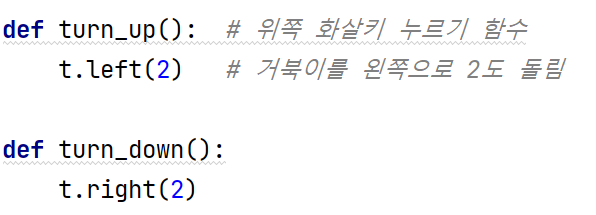 def turn_up():  # 위쪽 화살키 누르기 함수
    t.left(2)   # 거북이를 왼쪽으로 2도 돌림
def turn_down():
    t.right(2)